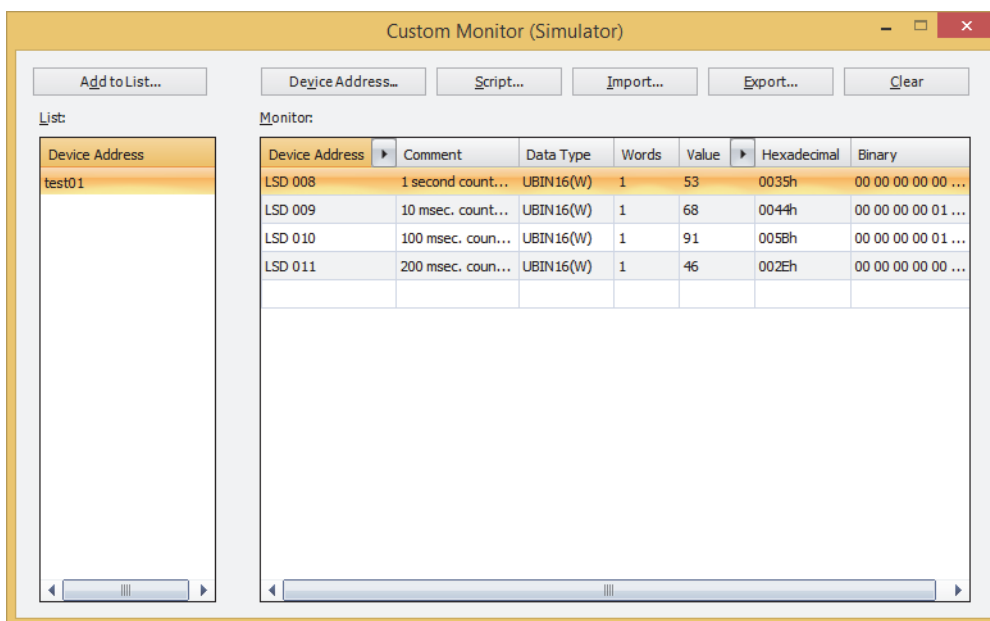 Custom Monitor (Simulator)
Add to List... Device Address... Script... Import... Export... Clear
List: Monitor:
Device Address Device Address Comment Data Type Words Value Hexadecimal Binary
test01 LSD 008 1 second count... UBIN16(W) 1 53 0035h 00 00 00 00 00 ...
LSD 009 10 msec. count... UBIN16(W) 1 68 0044h 00 00 00 00 01 ...
LSD 010 100 msec. coun... UBIN16(W) 1 91 005Bh 00 00 00 00 01 ...
LSD 011 200 msec. coun... UBIN16(W) 1 46 002Eh 00 00 00 00 00 ...